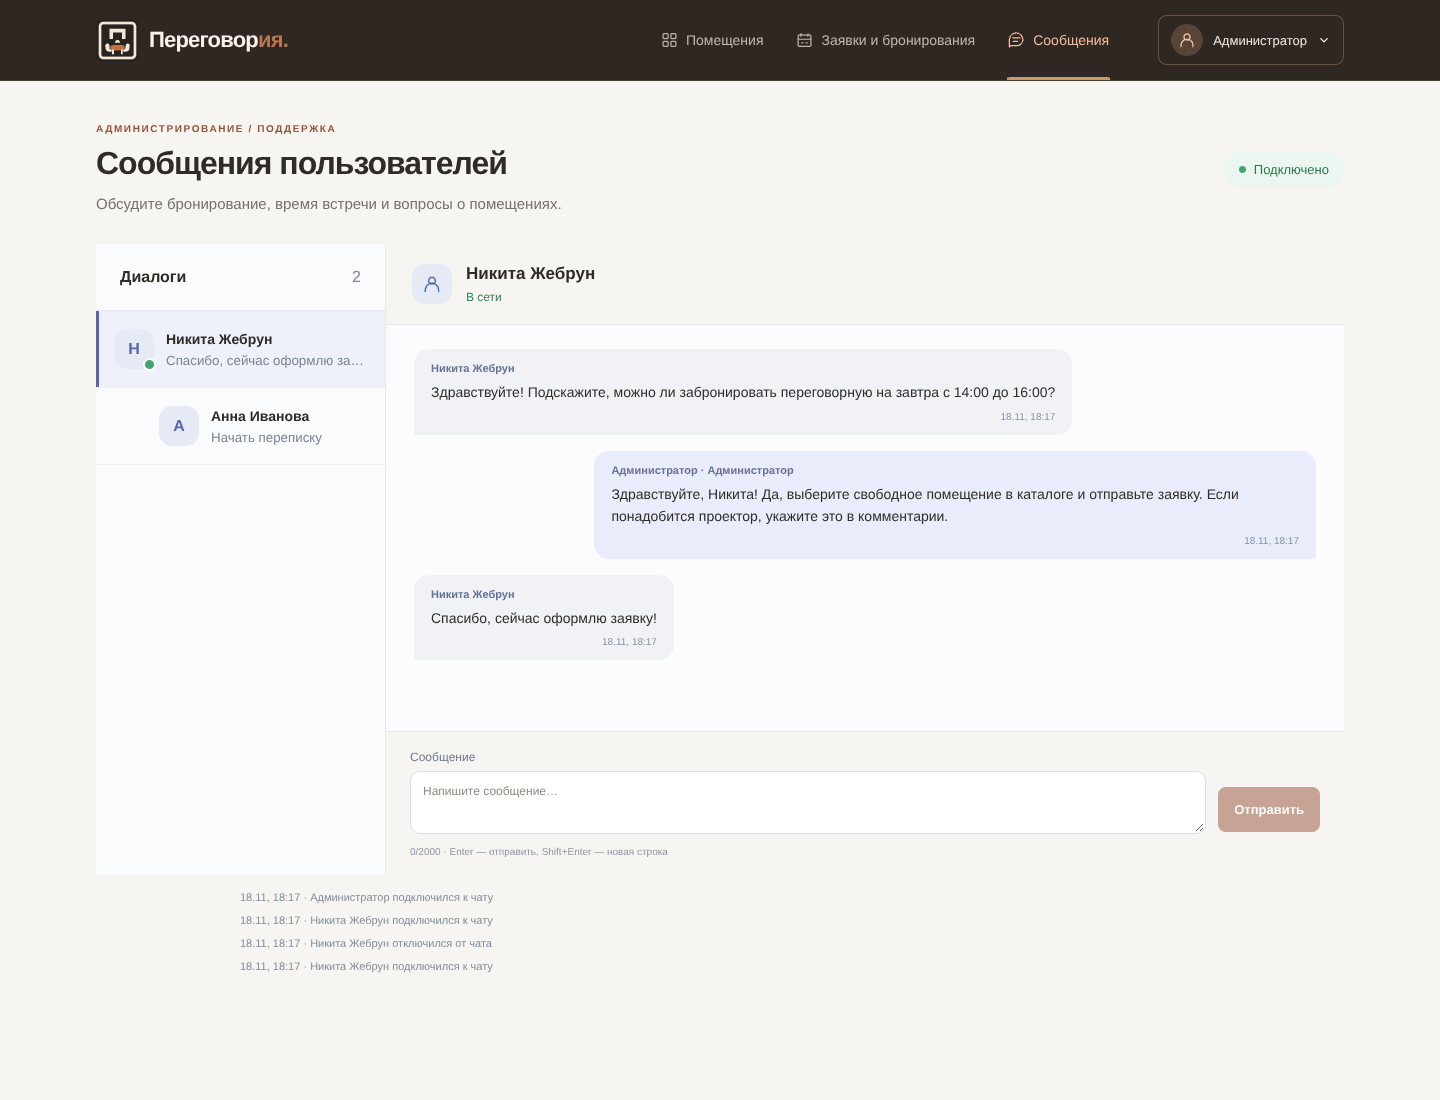 Переговория.
Помещения
Заявки и бронирования
Сообщения
Администратор
АДМИНИСТРИРОВАНИЕ / ПОДДЕРЖКА
Сообщения пользователей
Подключено
Обсудите бронирование, время встречи и вопросы о помещениях.
Диалоги
2
Н
Никита Жебрун
Спасибо, сейчас оформлю за…
А
Анна Иванова
Начать переписку
Никита Жебрун
В сети
Никита Жебрун
Здравствуйте! Подскажите, можно ли забронировать переговорную на завтра с 14:00 до 16:00?
18.11, 18:17
Администратор · Администратор
Здравствуйте, Никита! Да, выберите свободное помещение в каталоге и отправьте заявку. Если
понадобится проектор, укажите это в комментарии.
18.11, 18:17
Никита Жебрун
Спасибо, сейчас оформлю заявку!
18.11, 18:17
Сообщение
Напишите сообщение…
Отправить
0/2000 · Enter — отправить, Shift+Enter — новая строка
18.11, 18:17 · Администратор подключился к чату
18.11, 18:17 · Никита Жебрун подключился к чату
18.11, 18:17 · Никита Жебрун отключился от чата
18.11, 18:17 · Никита Жебрун подключился к чату